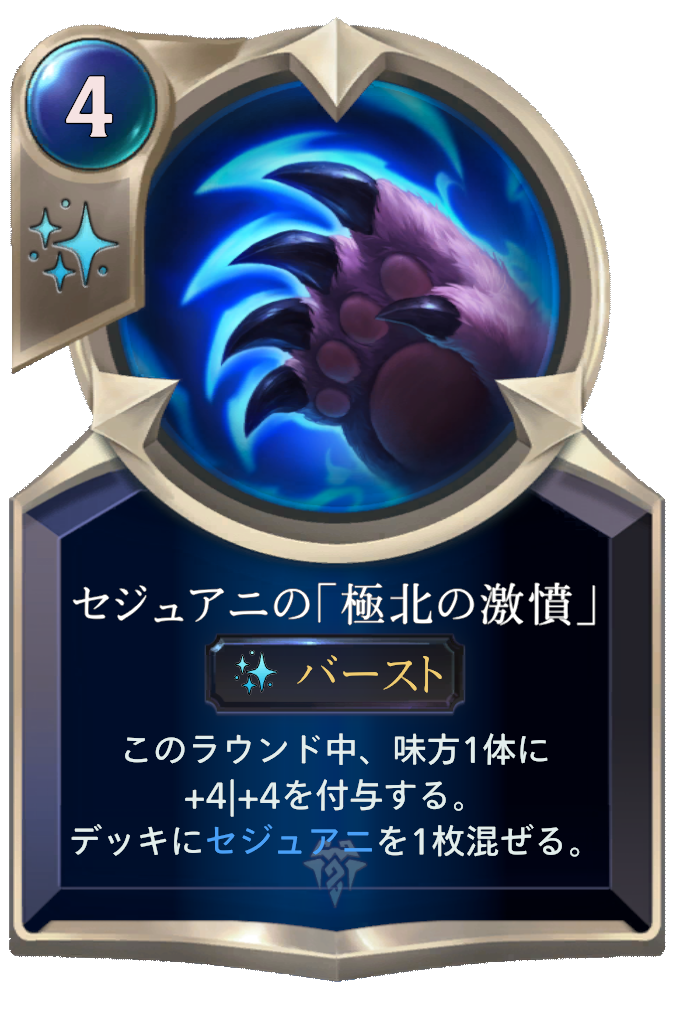 4
セジュアニの「極北の激憤」
バースト
このラウンド中、味方1体に
+4|+4を付与する。
デッキにセジュアニを1枚混ぜる。